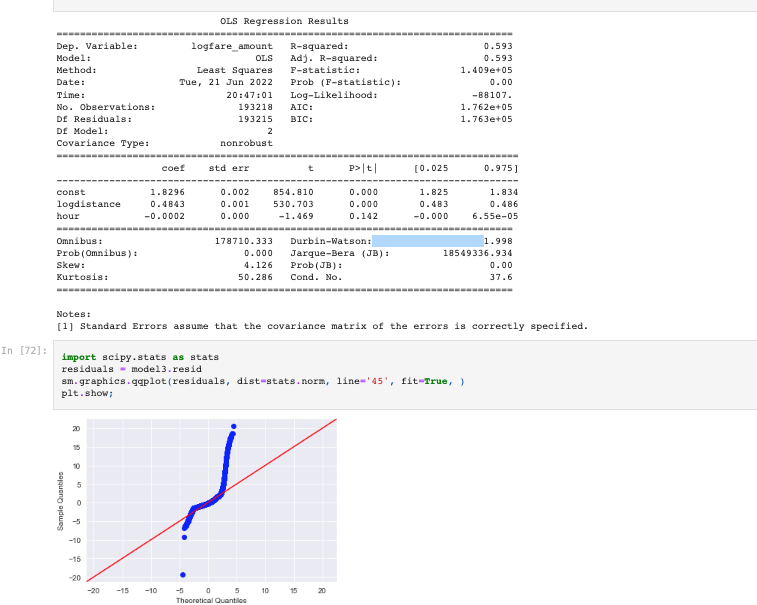 OLS Regression Results
==============================================================================
Dep. Variable: logfare_amount R-squared: 0.593
Model: OLS Adj. R-squared: 0.593
Method: Least Squares F-statistic: 1.409e+05
Date: Tue, 21 Jun 2022 Prob (F-statistic): 0.00
Time: 20:47:01 Log-Likelihood: -88107.
No. Observations: 193218 AIC: 1.762e+05
Df Residuals: 193215 BIC: 1.763e+05
Df Model: 2
Covariance Type: nonrobust
===============================================================================
coef std err t P>|t| [0.025 0.975]
-------------------------------------------------------------------------------
const 1.8296 0.002 854.810 0.000 1.825 1.834
logdistance 0.4843 0.001 530.703 0.000 0.483 0.486
hour -0.0002 0.000 -1.469 0.142 -0.000 6.55e-05
==============================================================================
Omnibus: 178710.333 Durbin-Watson: 1.998
Prob(Omnibus): 0.000 Jarque-Bera (JB): 18549336.934
Skew: 4.126 Prob(JB): 0.00
Kurtosis: 50.286 Cond. No. 37.6
==============================================================================
Notes:
[1] Standard Errors assume that the covariance matrix of the errors is correctly specified.
In [72]:
import scipy.stats as stats
residuals = model3.resid
sm.graphics.qqplot(residuals, dist=stats.norm, line='45', fit=True, )
plt.show;
20
15
10
5
0
−5
−10
−15
−20
Sample Quantiles
−20 −15 −10 −5 0 5 10 15 20
Theoretical Quantiles